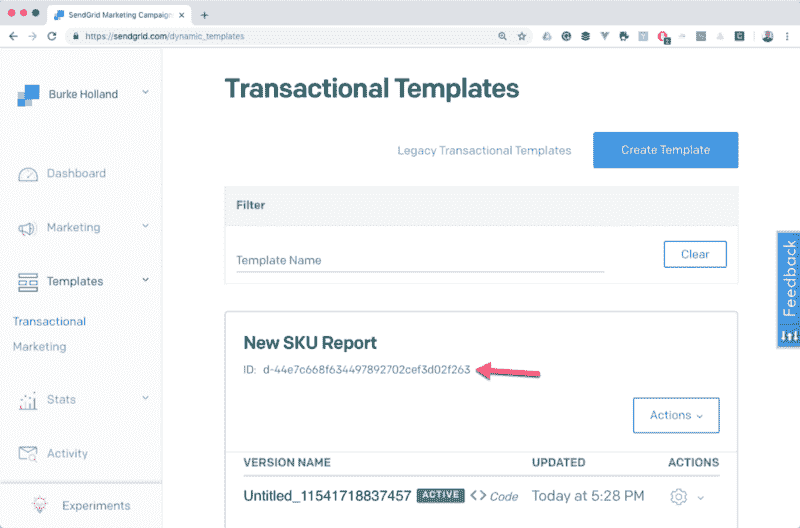 SendGrid Marketing Campaign
https://sendgrid.com/dynamic_templates
Burke Holland
Dashboard
Marketing
Templates
Transactional
Marketing
Stats
Activity
Experiments
Transactional Templates
Legacy Transactional Templates
Create Template
Filter
Template Name
Clear
Feedback
New SKU Report
ID: d-44e7c668f634497892702cef3d02f263
Actions
VERSION NAME UPDATED ACTIONS
Untitled_11541718837457 ACTIVE <> Code Today at 5:28 PM